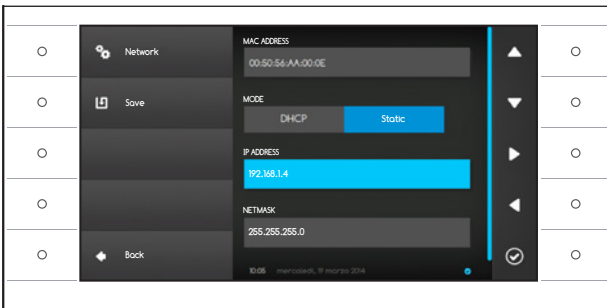 Network
Save
Back
MAC ADDRESS
00:50:56:AA:00:0E
MODE
DHCP Static
IP ADDRESS
192.168.1.4
NETMASK
255.255.255.0
10:05 mercoledì, 19 marzo 2014